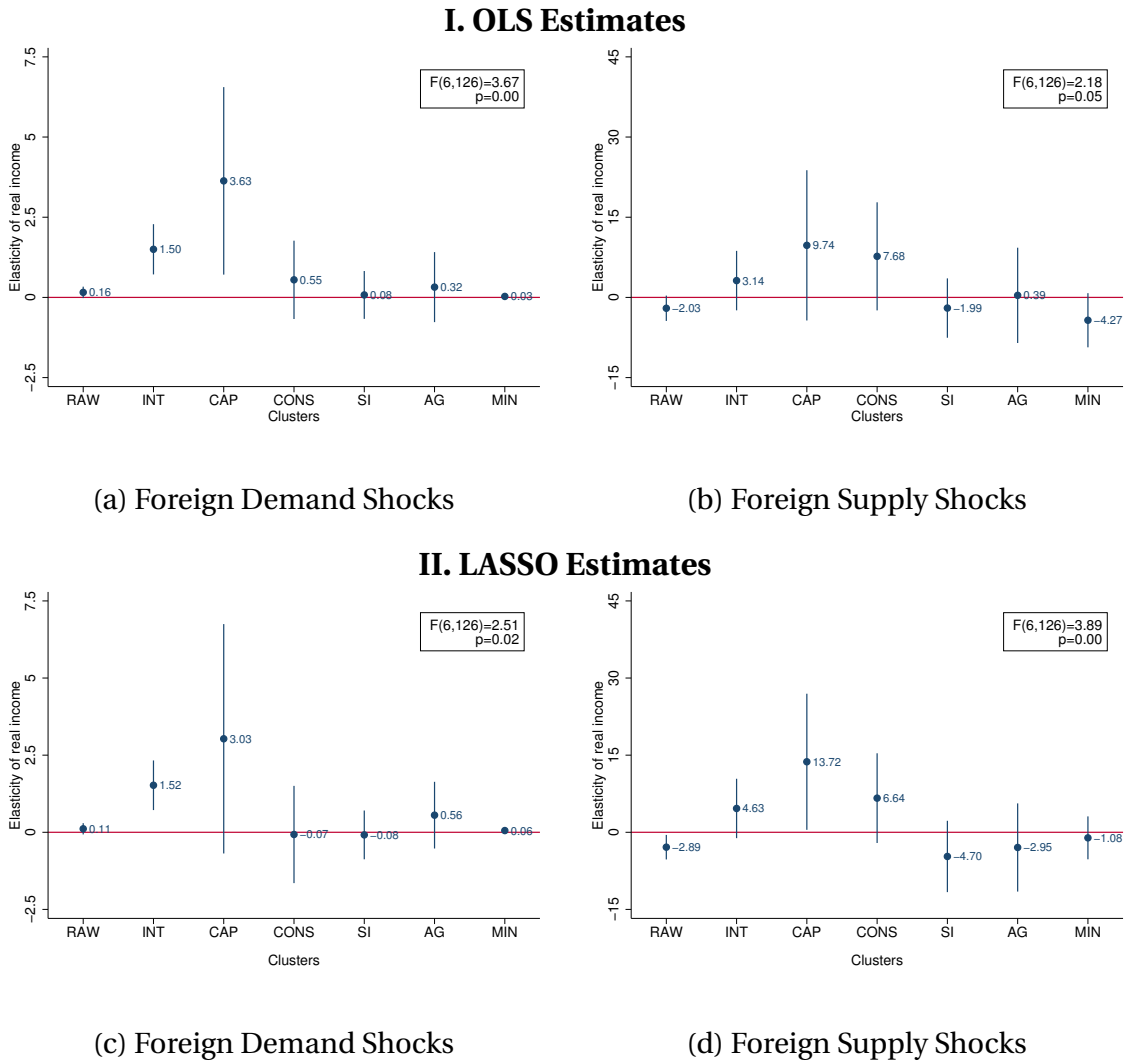 I. OLS Estimates
Elasticity of real income
7.5
5
2.5
0
−2.5
F(6,126)=3.67
p=0.00
0.16
1.50
3.63
0.55
0.08
0.32
0.03
RAW INT CAP CONS SI AG MIN
Clusters
(a) Foreign Demand Shocks
Elasticity of real income
45
30
15
0
−15
F(6,126)=2.18
p=0.05
−2.03
3.14
9.74
7.68
−1.99
0.39
−4.27
RAW INT CAP CONS SI AG MIN
Clusters
(b) Foreign Supply Shocks
II. LASSO Estimates
Elasticity of real income
7.5
5
2.5
0
−2.5
F(6,126)=2.51
p=0.02
0.11
1.52
3.03
−0.07
−0.08
0.56
0.06
RAW INT CAP CONS SI AG MIN
Clusters
(c) Foreign Demand Shocks
Elasticity of real income
45
30
15
0
−15
F(6,126)=3.89
p=0.00
−2.89
4.63
13.72
6.64
−4.70
−2.95
−1.08
RAW INT CAP CONS SI AG MIN
Clusters
(d) Foreign Supply Shocks